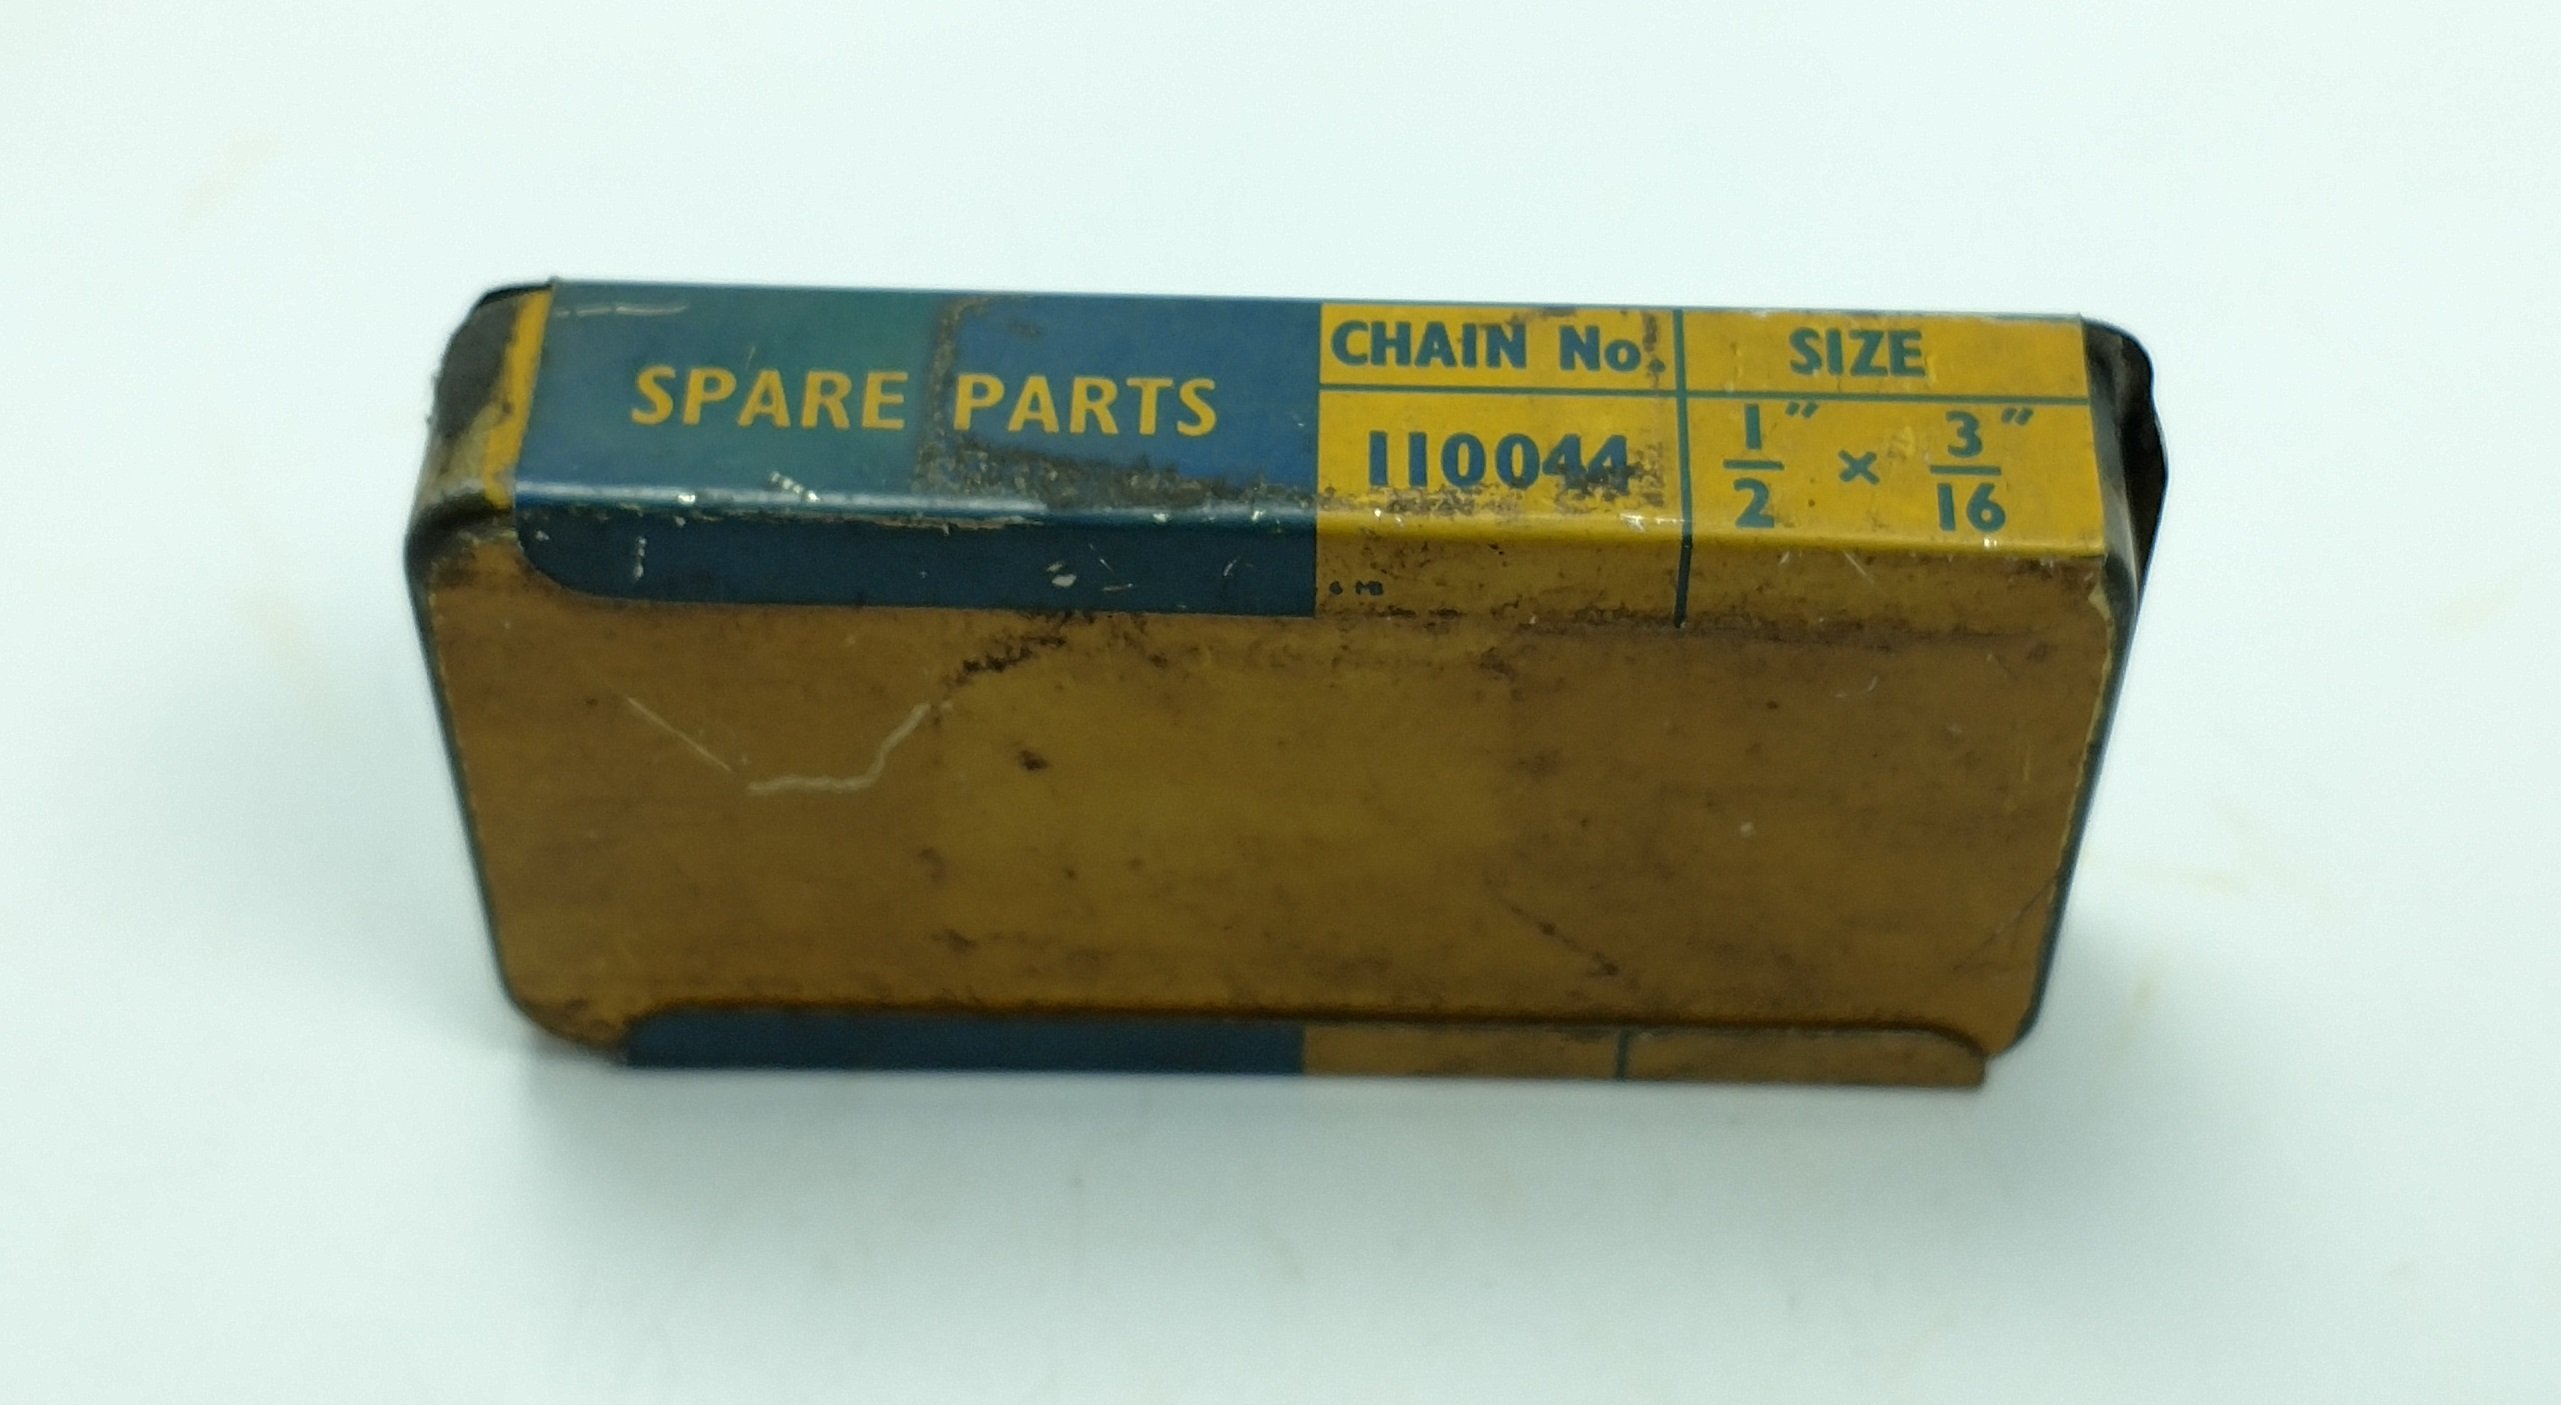 SPARE PARTS
CHAIN No.
110044
SIZE
1/2" × 3/16"